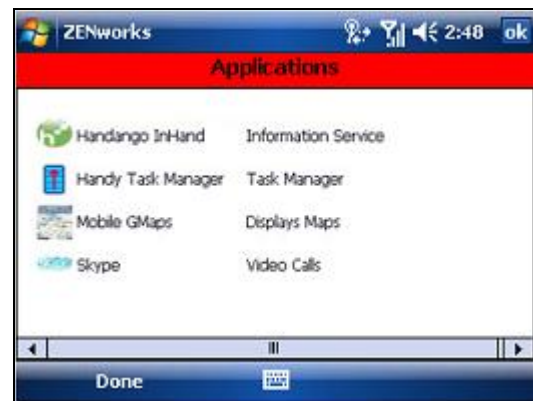 ZENworks 2:48 ok
Applications
Handango InHand Information Service
Handy Task Manager Task Manager
Mobile GMaps Displays Maps
Skype Video Calls
Done